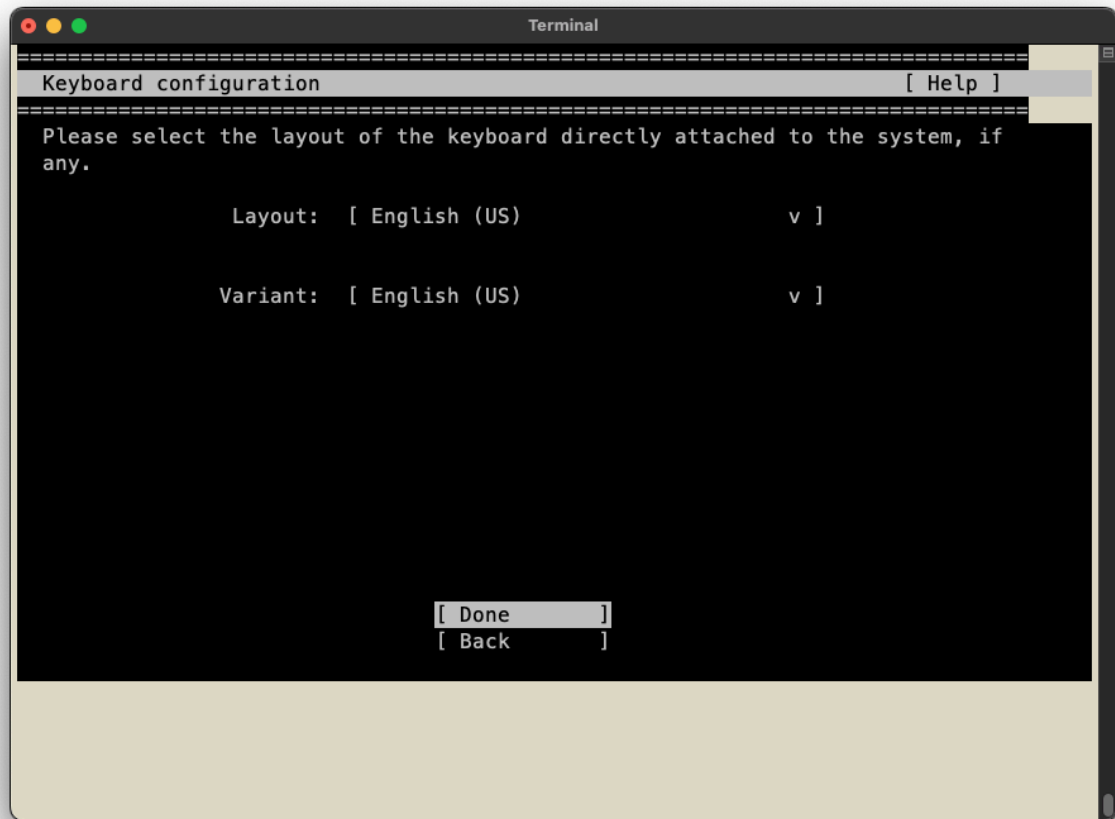 Terminal
================================================================================
Keyboard configuration [ Help ]
================================================================================
Please select the layout of the keyboard directly attached to the system, if
any.
Layout: [ English (US) v ]
Variant: [ English (US) v ]
[ Done ]
[ Back ]